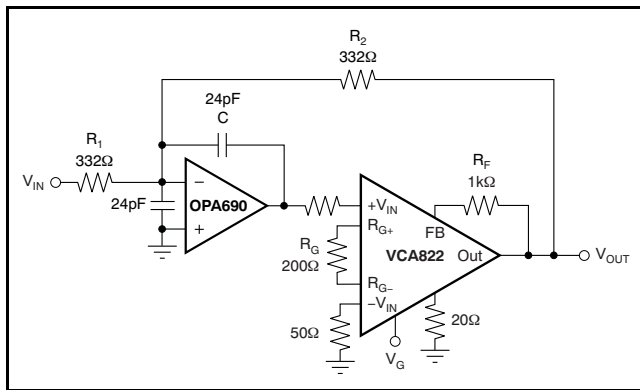 R2
332Ω
24pF
C
R1
332Ω
RF
1kΩ
VIN
−
24pF
OPA690
+
+VIN
RG+
FB
RG
200Ω
VCA822
Out
VOUT
RG−
−VIN
50Ω
20Ω
VG